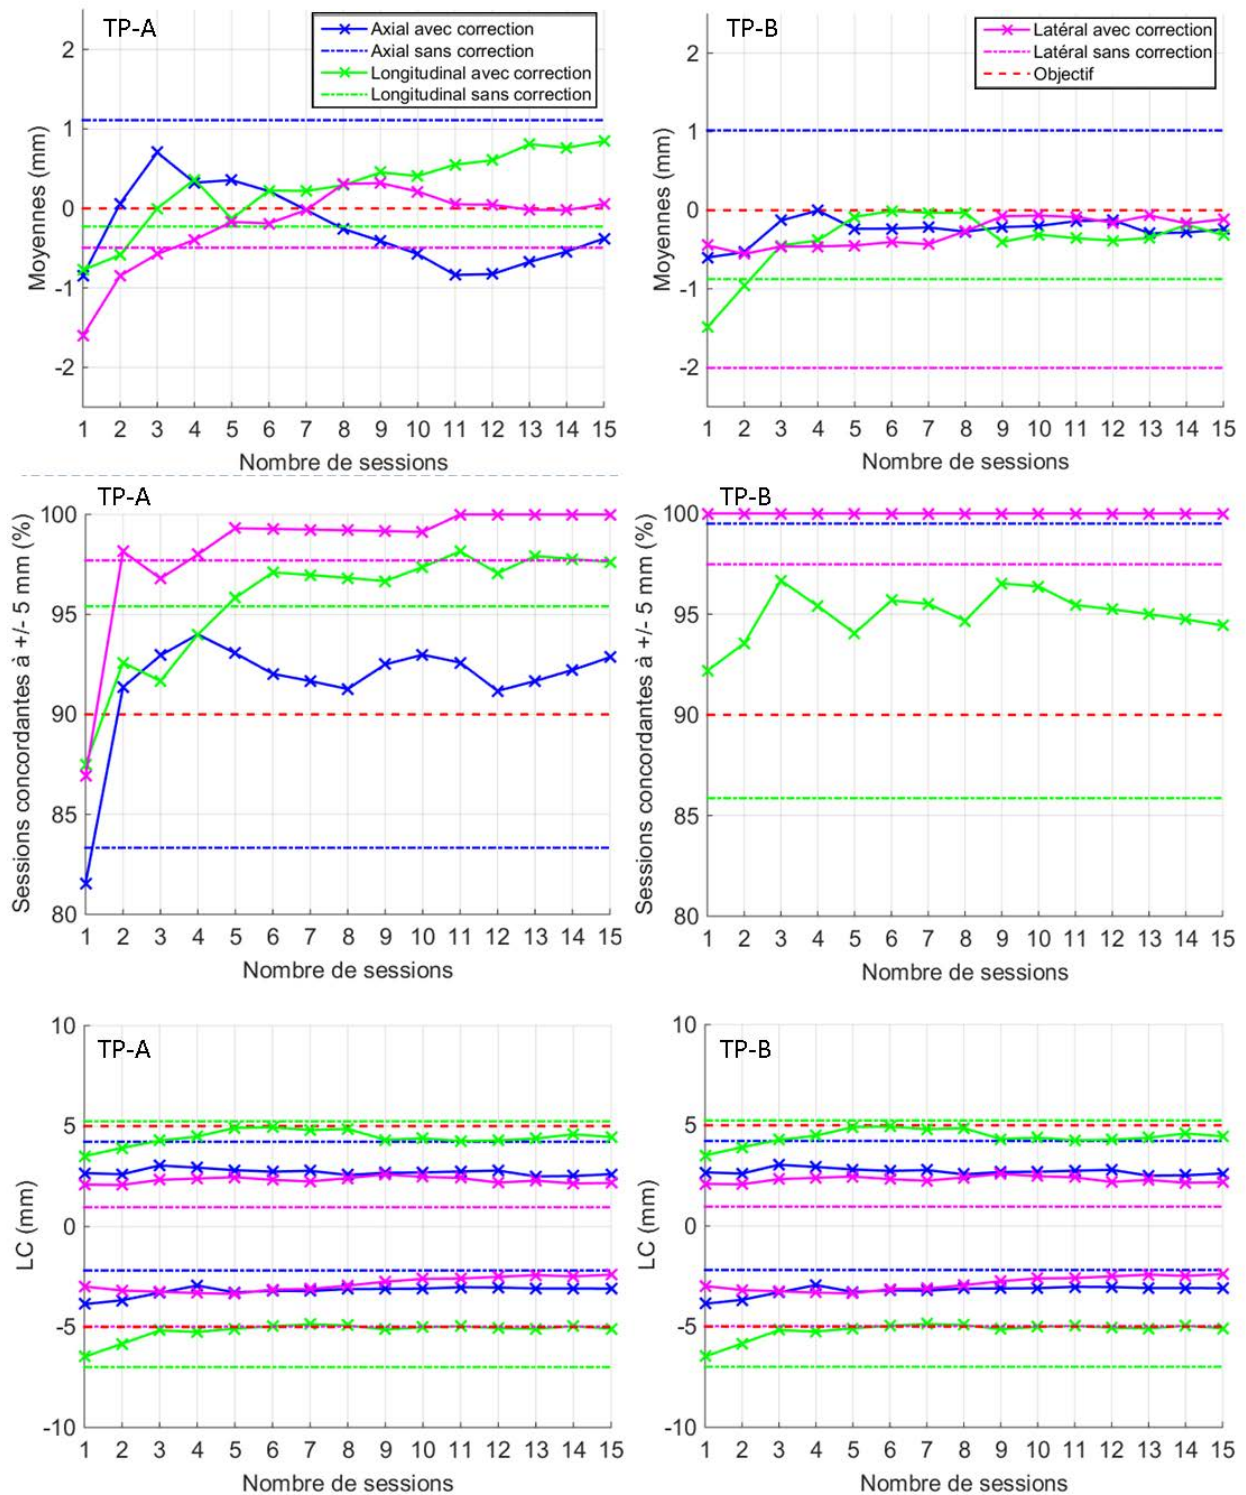 TP-A
Axial avec correction
Axial sans correction
Longitudinal avec correction
Longitudinal sans correction
2
1
0
-1
-2
Moyennes (mm)
1 2 3 4 5 6 7 8 9 10 11 12 13 14 15
Nombre de sessions
TP-B
Latéral avec correction
Latéral sans correction
Objectif
2
1
0
-1
-2
Moyennes (mm)
1 2 3 4 5 6 7 8 9 10 11 12 13 14 15
Nombre de sessions
TP-A
100
95
90
85
80
Sessions concordantes à +/- 5 mm (%)
1 2 3 4 5 6 7 8 9 10 11 12 13 14 15
Nombre de sessions
TP-B
100
95
90
85
80
Sessions concordantes à +/- 5 mm (%)
1 2 3 4 5 6 7 8 9 10 11 12 13 14 15
Nombre de sessions
TP-A
10
5
0
-5
-10
LC (mm)
1 2 3 4 5 6 7 8 9 10 11 12 13 14 15
Nombre de sessions
TP-B
10
5
0
-5
-10
LC (mm)
1 2 3 4 5 6 7 8 9 10 11 12 13 14 15
Nombre de sessions